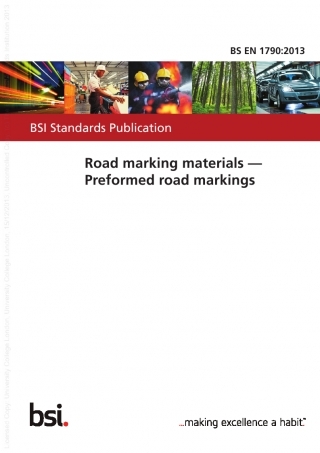 BS EN 1790:2013
BSI Standards Publication
Road marking materials —
Preformed road markings
bsi.
...making excellence a habit.™